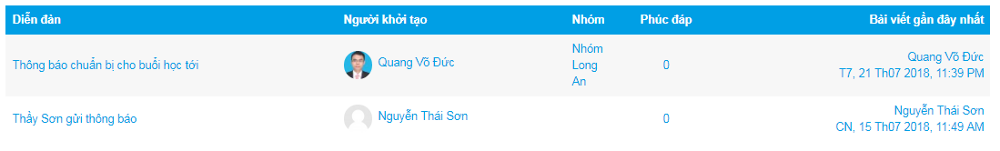 Diễn đàn Người khởi tạo Nhóm Phúc đáp Bài viết gần đây nhất
Thông báo chuẩn bị cho buổi học tới Quang Võ Đức Nhóm Long An 0 Quang Võ Đức
T7, 21 Th07 2018, 11:39 PM
Thầy Sơn gửi thông báo Nguyễn Thái Sơn 0 Nguyễn Thái Sơn
CN, 15 Th07 2018, 11:49 AM